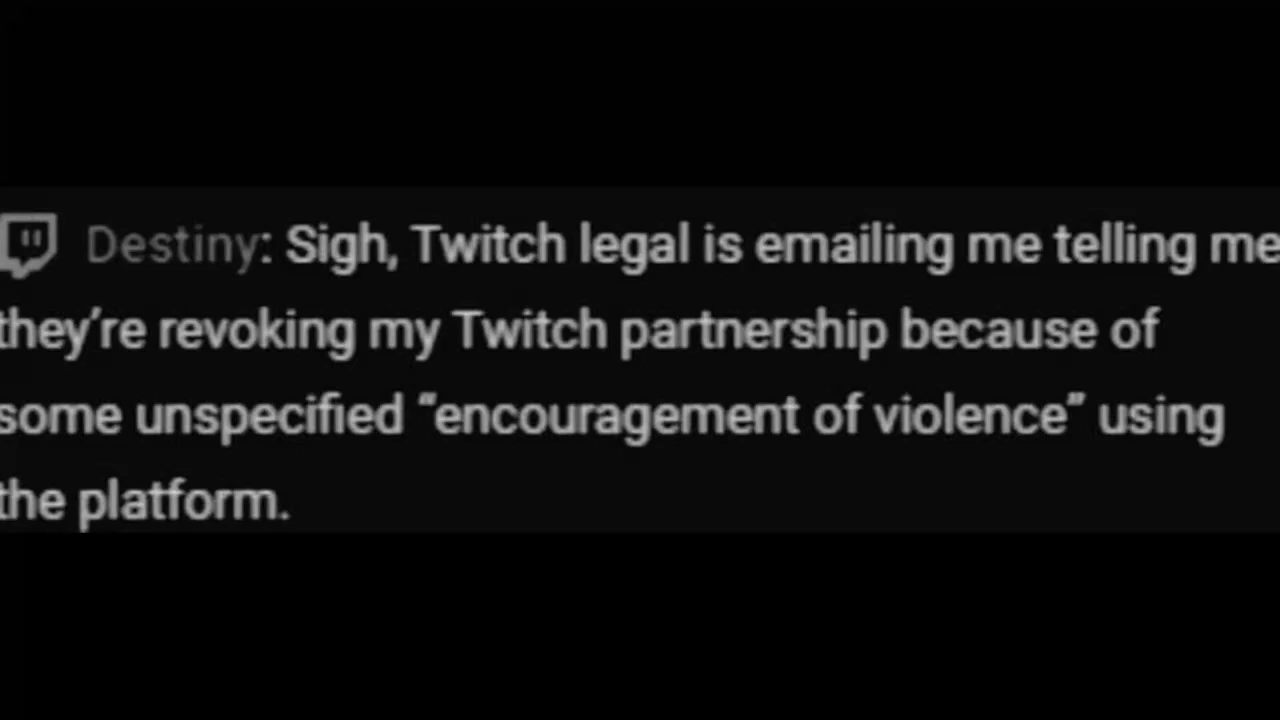 Destiny: Sigh, Twitch legal is emailing me telling me
they’re revoking my Twitch partnership because of
some unspecified “encouragement of violence” using
the platform.